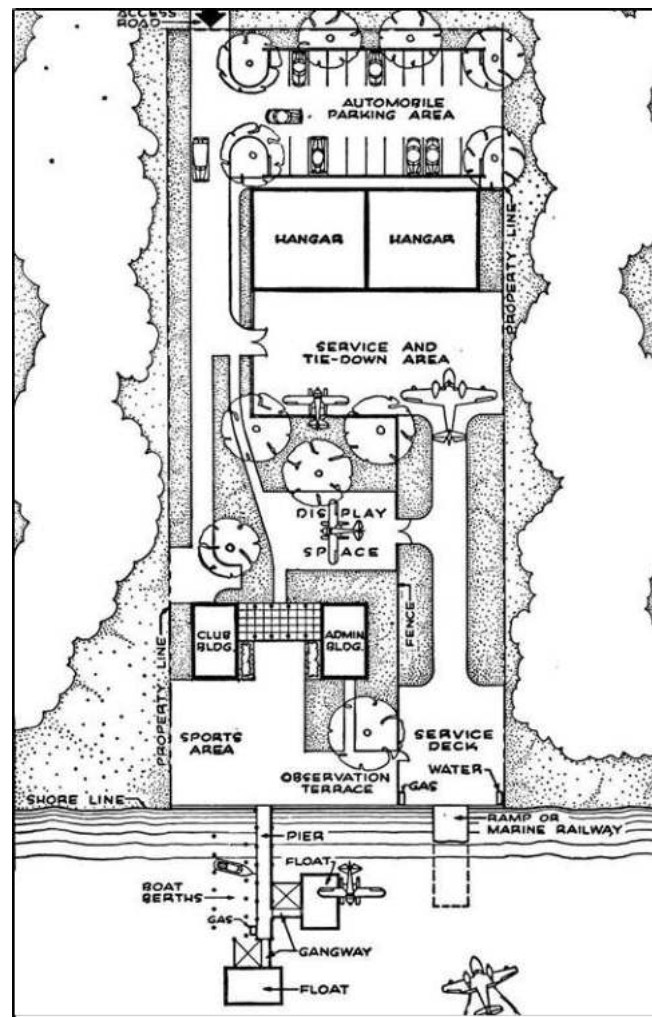 ACCESS
ROAD
AUTOMOBILE
PARKING AREA
HANGAR
HANGAR
PROPERTY LINE
SERVICE AND
TIE-DOWN AREA
DISPLAY
SPACE
FENCE
CLUB
BLDG.
ADMIN.
BLDG.
PROPERTY LINE
SPORTS
AREA
SERVICE
DECK
OBSERVATION
TERRACE
GAS
WATER
SHORE LINE
RAMP OR
MARINE RAILWAY
PIER
FLOAT
BOAT
BERTHS
GAS
GANGWAY
FLOAT